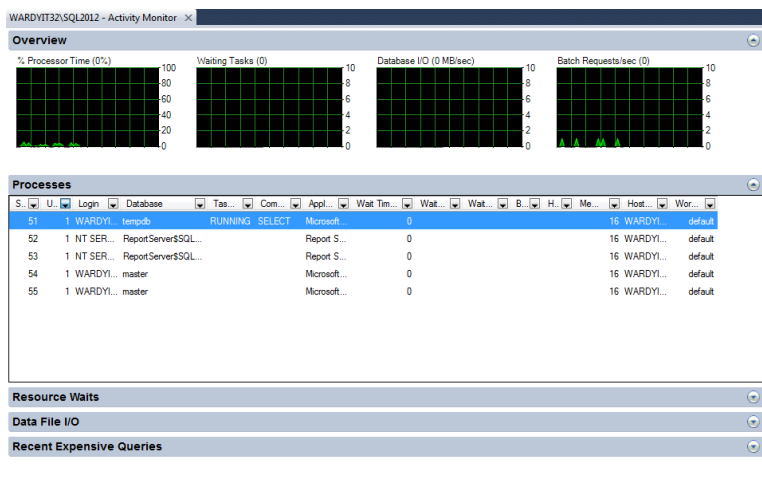 WARDYIT32\SQL2012 - Activity Monitor
Overview
% Processor Time (0%) Waiting Tasks (0) Database I/O (0 MB/sec) Batch Requests/sec (0)
100 10 10 10
80 8 8 8
60 6 6 6
40 4 4 4
20 2 2 2
0 0 0 0
Processes
S.. U.. Login Database Tas... Com... Appl... Wait Tim... Wait... Wait... B... H.. Me... Host... Wor...
51 1 WARDYI... tempdb RUNNING SELECT Microsoft... 0 16 WARDYI... default
52 1 NT SER... ReportServer$SQL... Report S... 0 16 WARDYI... default
53 1 NT SER... ReportServer$SQL... Report S... 0 16 WARDYI... default
54 1 WARDYI... master Microsoft... 0 16 WARDYI... default
55 1 WARDYI... master Microsoft... 0 16 WARDYI... default
Resource Waits
Data File I/O
Recent Expensive Queries